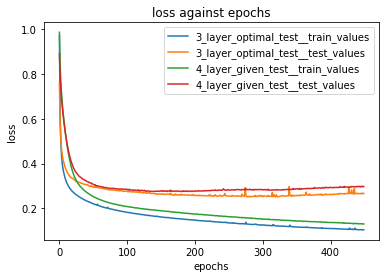 loss against epochs
3_layer_optimal_test__train_values
3_layer_optimal_test__test_values
4_layer_given_test__train_values
4_layer_given_test__test_values
loss
1.0
0.8
0.6
0.4
0.2
0 100 200 300 400
epochs